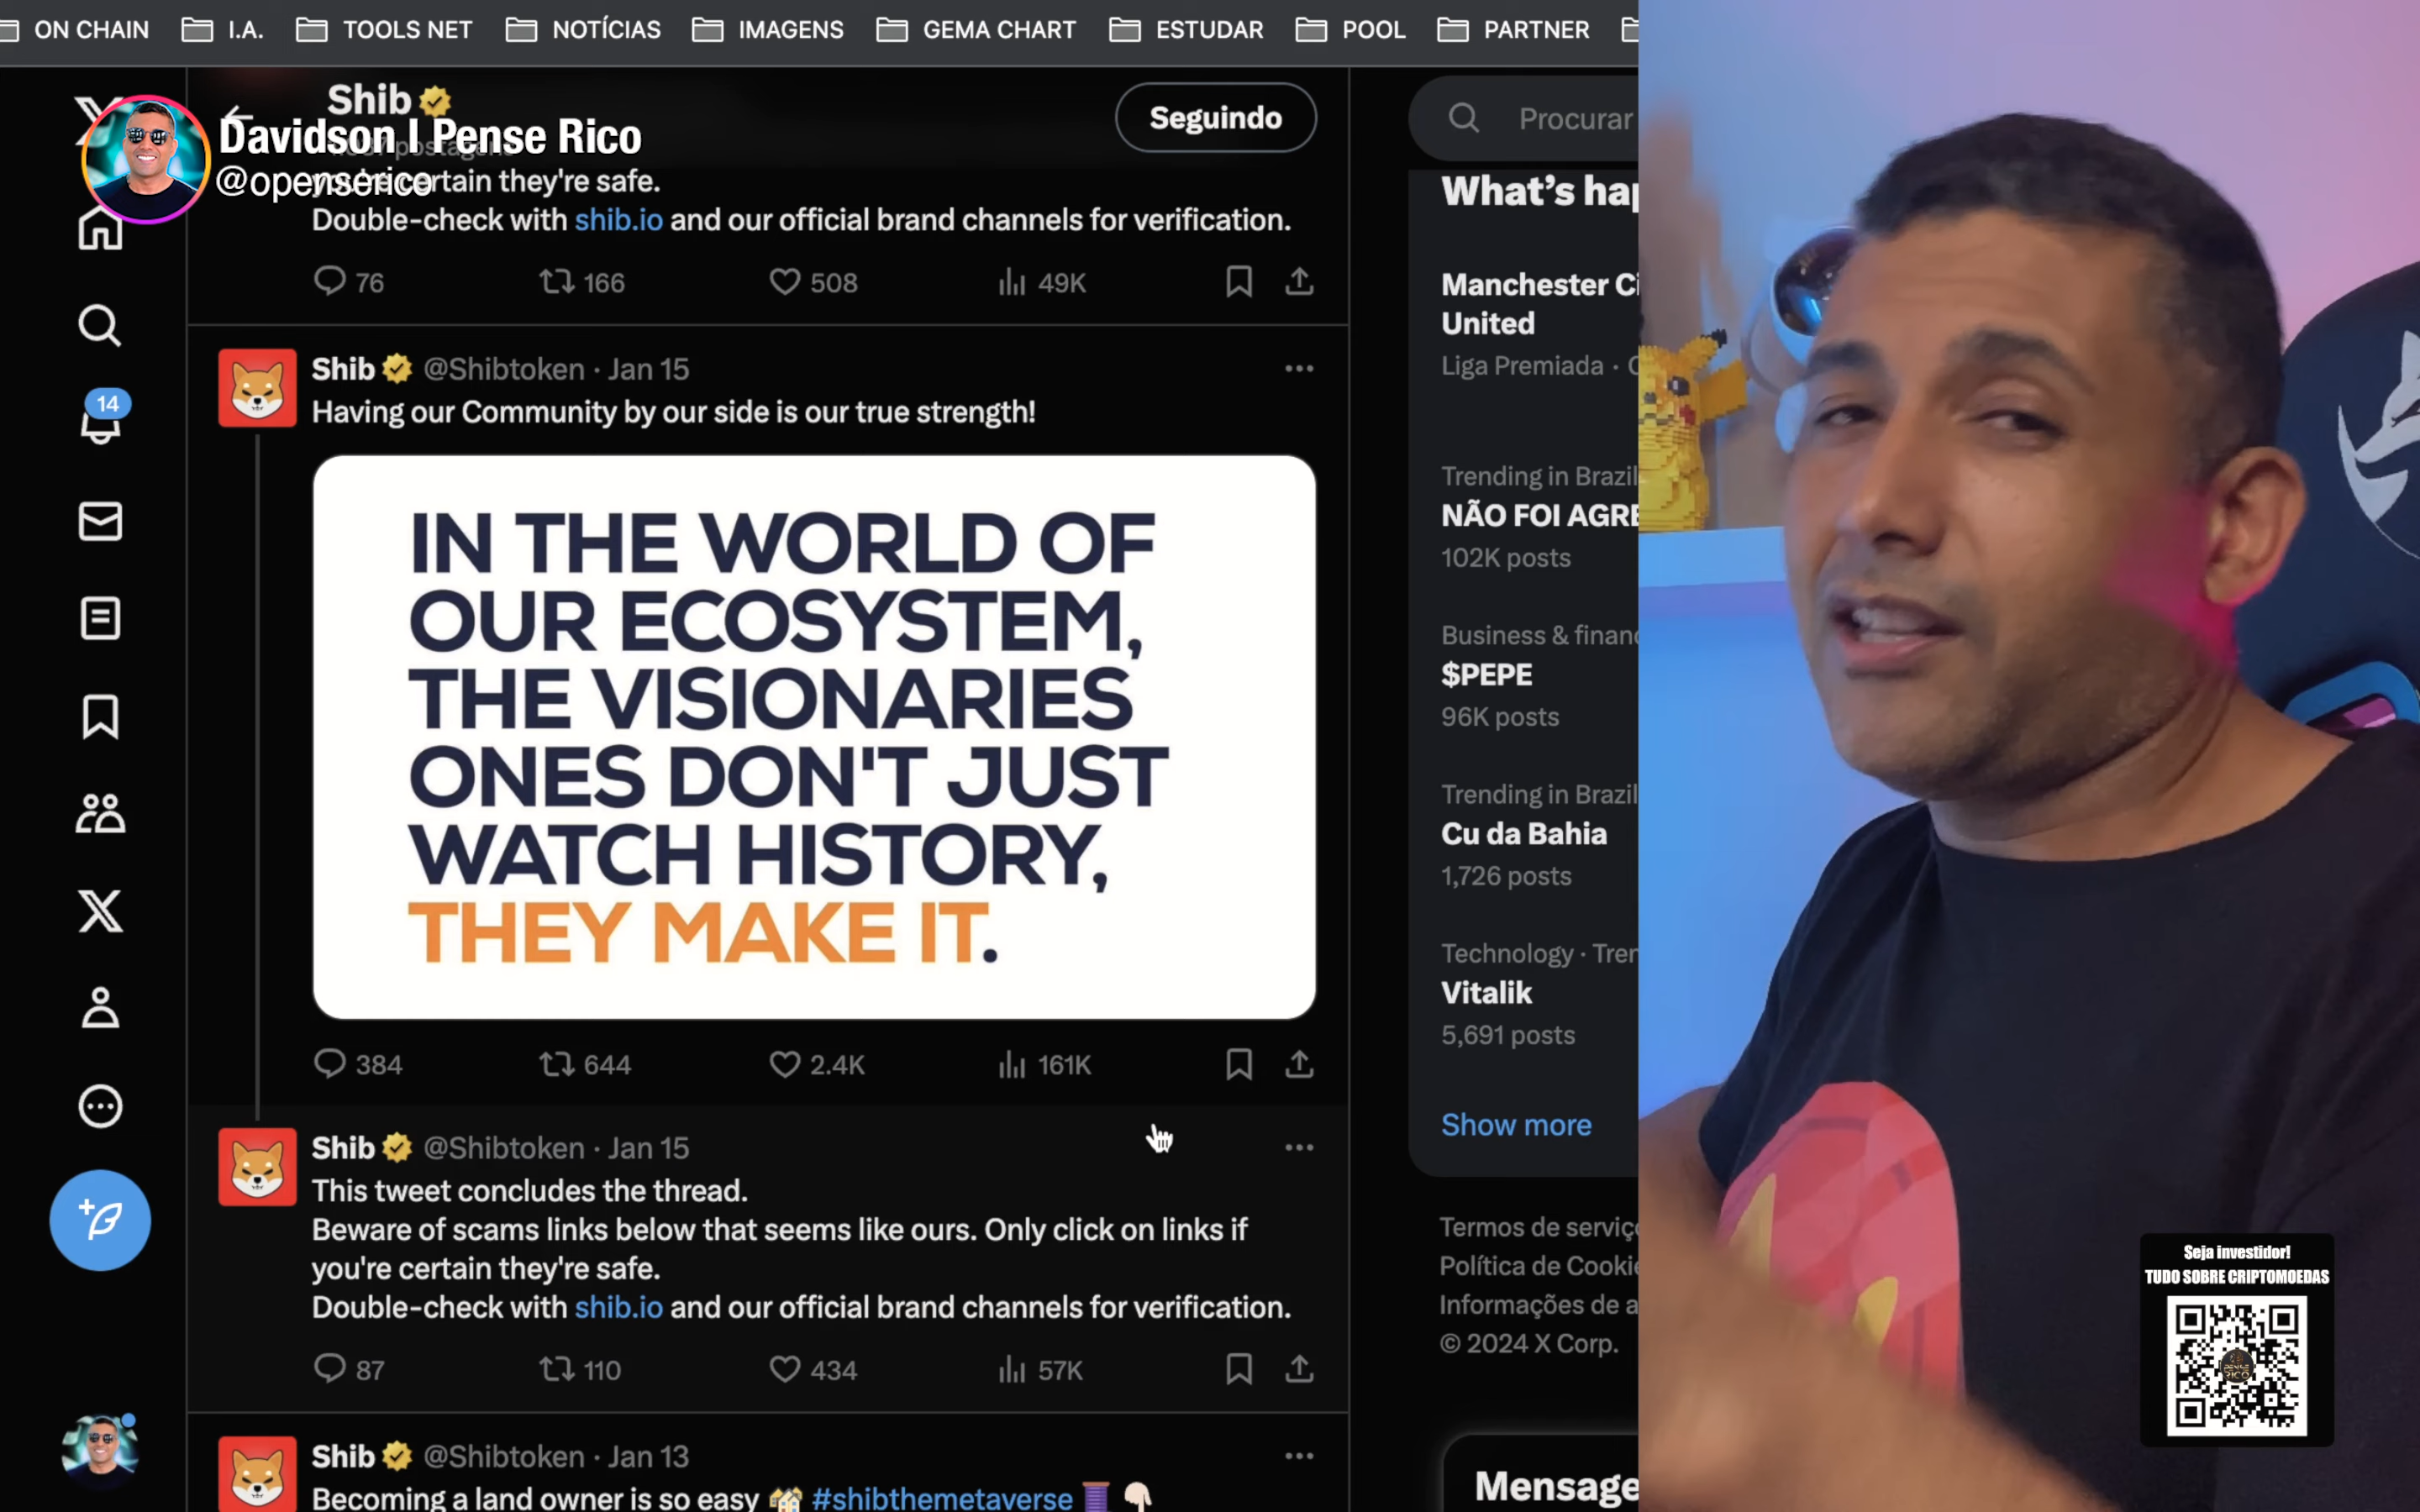 ON CHAIN
I.A.
TOOLS NET
NOTÍCIAS
IMAGENS
GEMA CHART
ESTUDAR
POOL
PARTNER
Shib
Seguindo
Davidson | Pense Rico
@openserico
you're certain they're safe.
Double-check with shib.io and our official brand channels for verification.
76 166 508 49K
14
Shib @Shibtoken · Jan 15
Having our Community by our side is our true strength!
IN THE WORLD OF
OUR ECOSYSTEM,
THE VISIONARIES
ONES DON'T JUST
WATCH HISTORY,
THEY MAKE IT.
384 644 2.4K 161K
Shib @Shibtoken · Jan 15
This tweet concludes the thread.
Beware of scams links below that seems like ours. Only click on links if
you're certain they're safe.
Double-check with shib.io and our official brand channels for verification.
87 110 434 57K
Shib @Shibtoken · Jan 13
Becoming a land owner is so easy #shibthemetaverse
Procurar
What's hap
Manchester Ci
United
Liga Premiada ·
Trending in Brazil
NÃO FOI AGRE
102K posts
Business & financ
$PEPE
96K posts
Trending in Brazil
Cu da Bahia
1,726 posts
Technology · Tren
Vitalik
5,691 posts
Show more
Termos de serviço
Política de Cookie
Informações de a
© 2024 X Corp.
Mensage
Seja investidor!
TUDO SOBRE CRIPTOMOEDAS